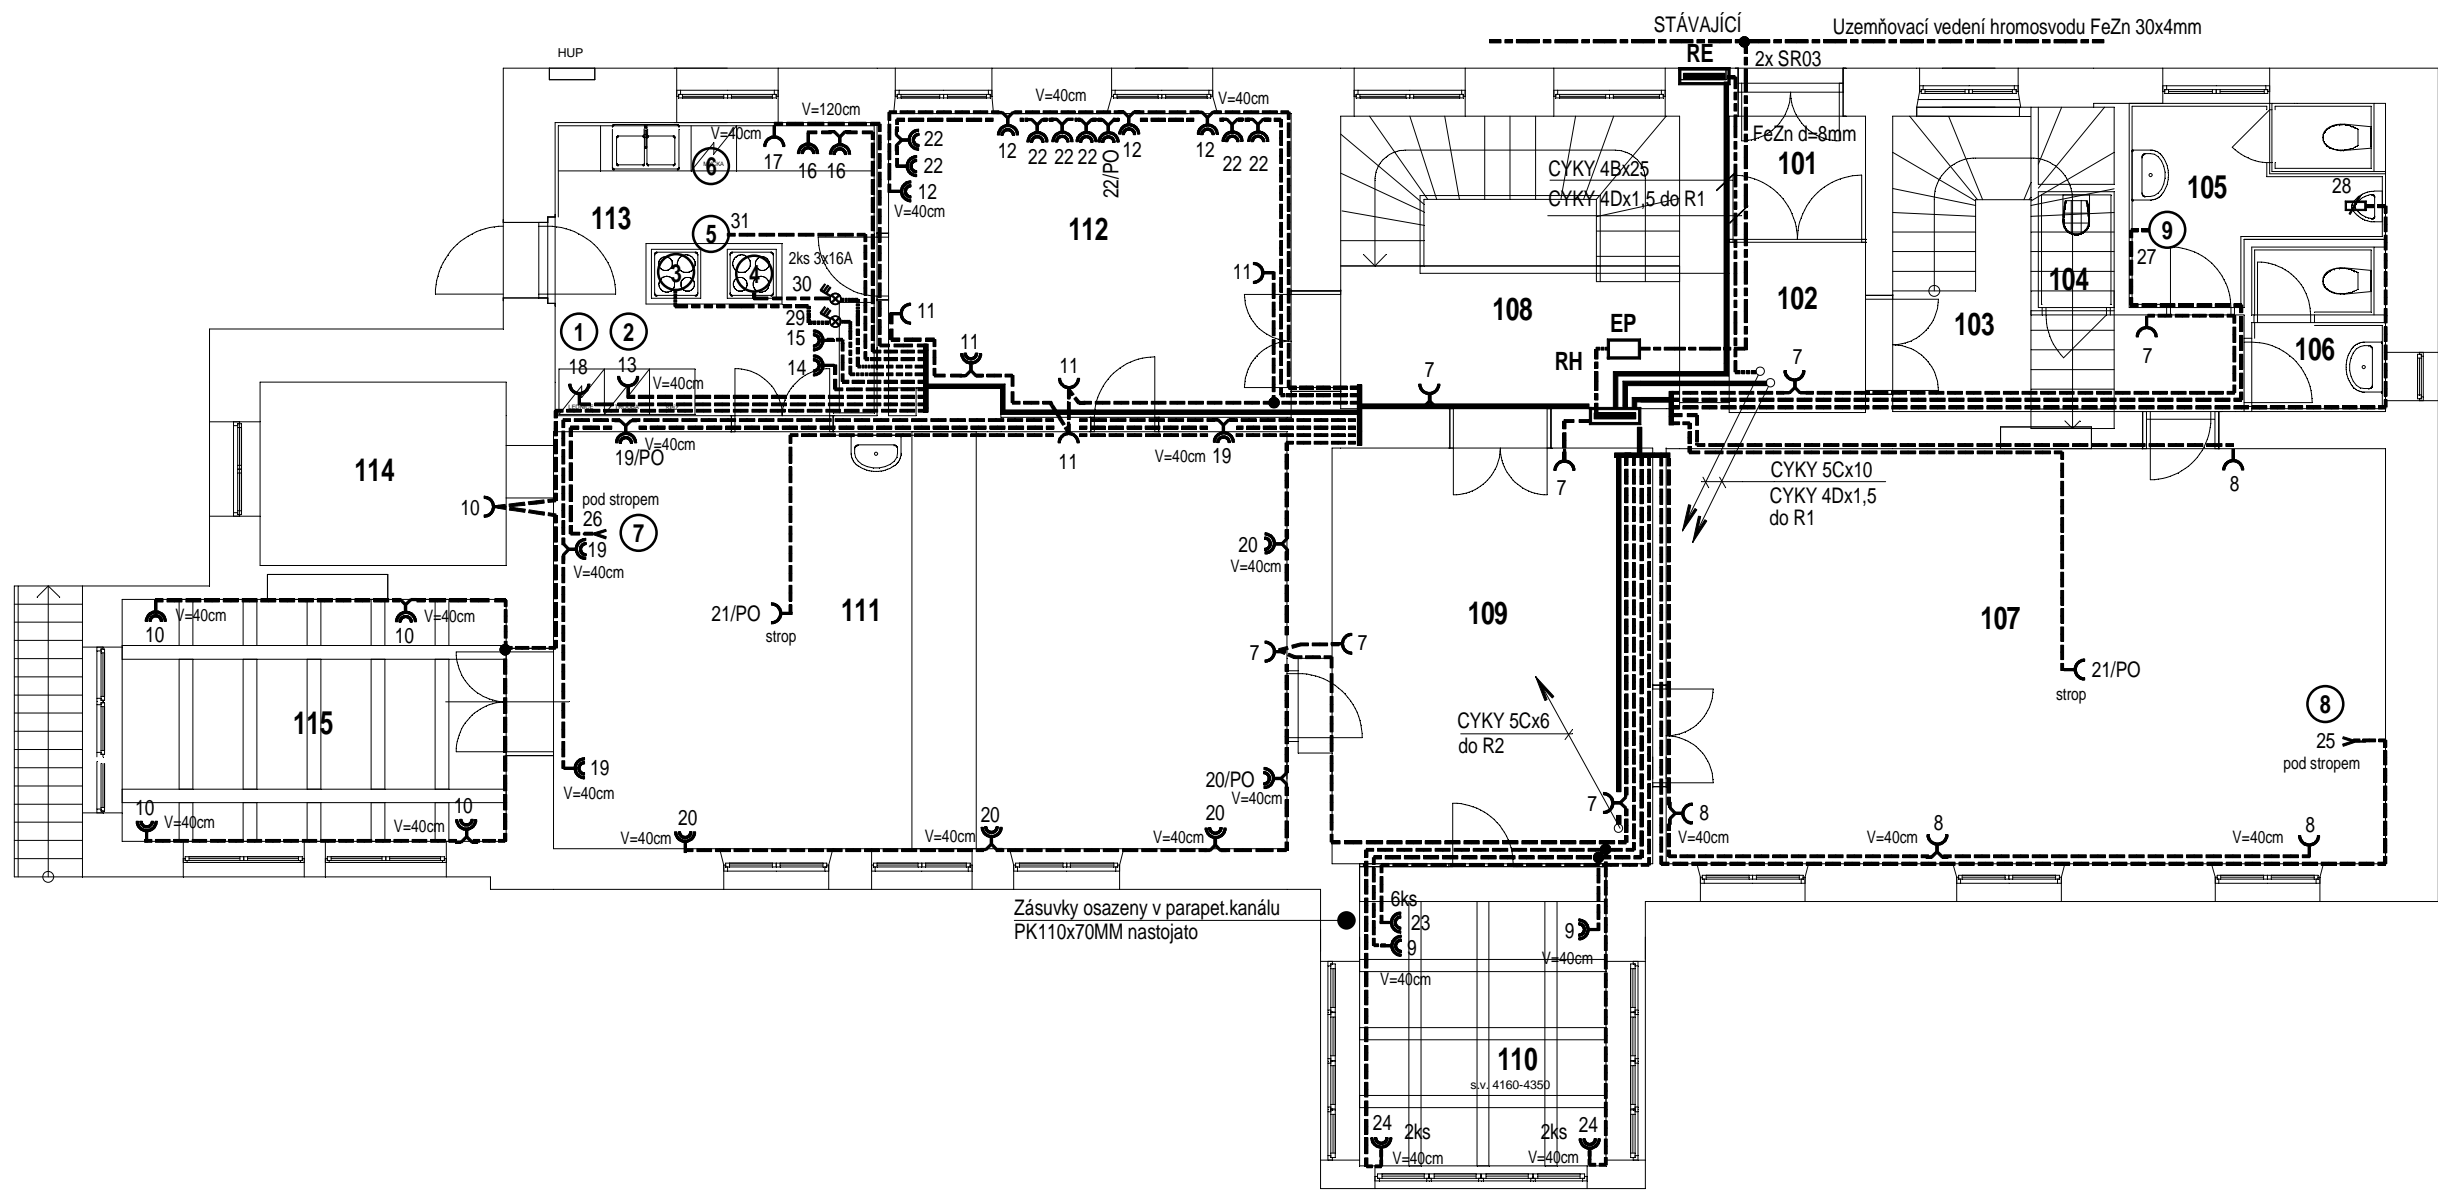 STÁVAJÍCÍ
Uzemňovací vedení hromosvodu FeZn 30x4mm
HUP
RE
2x SR03
V=120cm
V=40cm
V=40cm
V=40cm
FeZn d=8mm
6
17
16
16
22
22
12
V=40cm
12
22
22
22
22/PO
12
12
22
22
CYKY 4Bx25
CYKY 4Dx1,5 do R1
101
105
28
113
5
31
112
9
27
2ks 3x16A
3
4
30
29
15
14
11
11
108
102
104
103
EP
RH
1
2
18
13
V=40cm
11
11
7
7
7
106
19/PO
V=40cm
11
V=40cm
19
7
8
114
10
pod stropem
26
7
19
V=40cm
CYKY 5Cx10
CYKY 4Dx1,5
do R1
20
V=40cm
10
V=40cm
10
V=40cm
21/PO
strop
111
109
107
7
7
21/PO
strop
115
8
25
pod stropem
CYKY 5Cx6
do R2
19
V=40cm
20/PO
V=40cm
10
V=40cm
10
V=40cm
20
V=40cm
20
V=40cm
20
V=40cm
7
8
V=40cm
8
V=40cm
8
V=40cm
Zásuvky osazeny v parapet.kanálu
PK110x70MM nastojato
6ks
23
9
V=40cm
9
V=40cm
110
s.v. 4160-4350
24
2ks
V=40cm
2ks
24
V=40cm